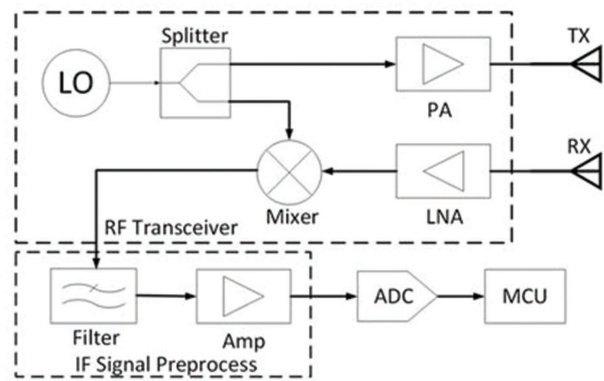 Splitter
TX
LO
PA
RX
Mixer
LNA
RF Transceiver
ADC
MCU
Filter
Amp
IF Signal Preprocess